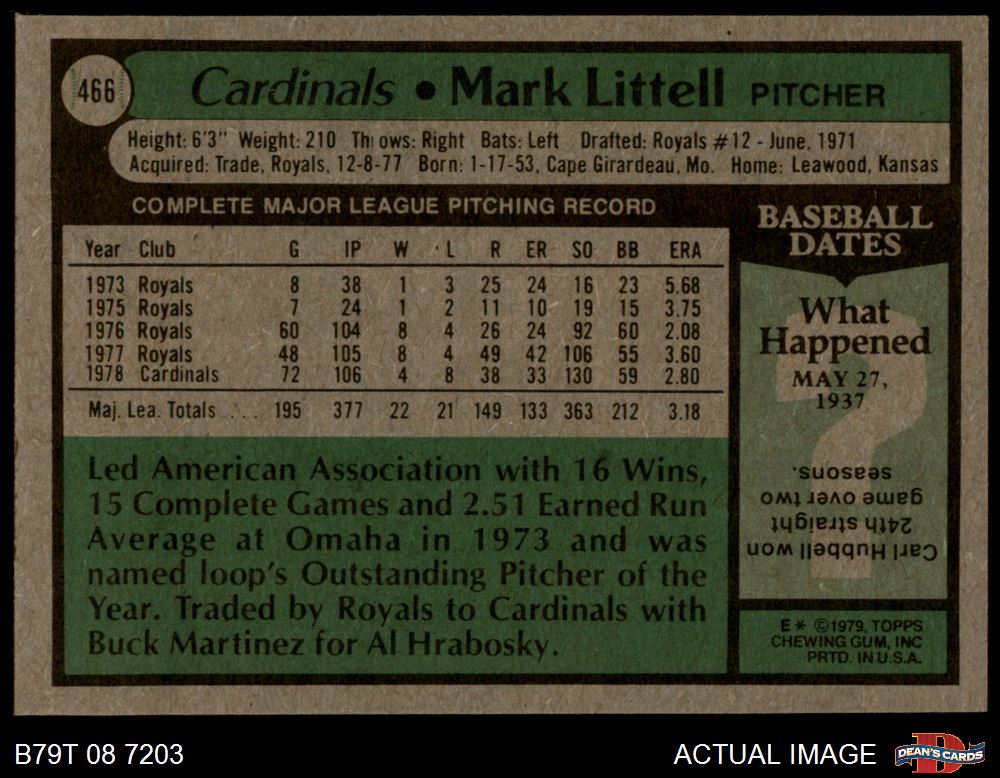 466 Cardinals • Mark Littell PITCHER
Height: 6'3" Weight: 210 Throws: Right Bats: Left Drafted: Royals #12 - June, 1971
Acquired: Trade, Royals, 12-8-77 Born: 1-17-53, Cape Girardeau, Mo. Home: Leawood, Kansas
COMPLETE MAJOR LEAGUE PITCHING RECORD
Year Club G IP W L R ER SO BB ERA
1973 Royals 8 38 1 3 25 24 16 23 5.68
1975 Royals 7 24 1 2 11 10 19 15 3.75
1976 Royals 60 104 8 4 26 24 92 60 2.08
1977 Royals 48 105 8 4 49 42 106 55 3.60
1978 Cardinals 72 106 4 8 38 33 130 59 2.80
Maj. Lea. Totals . . . 195 377 22 21 149 133 363 212 3.18
Led American Association with 16 Wins,
15 Complete Games and 2.51 Earned Run
Average at Omaha in 1973 and was
named loop's Outstanding Pitcher of the
Year. Traded by Royals to Cardinals with
Buck Martinez for Al Hrabosky.
BASEBALL
DATES
What
Happened
MAY 27,
1937
?
Carl Hubbell won
24th straight
game over two
seasons.
E* ©1979, TOPPS
CHEWING GUM, INC
PRTD. IN U.S.A.
B79T 08 7203
ACTUAL IMAGE
DEAN'S CARDS